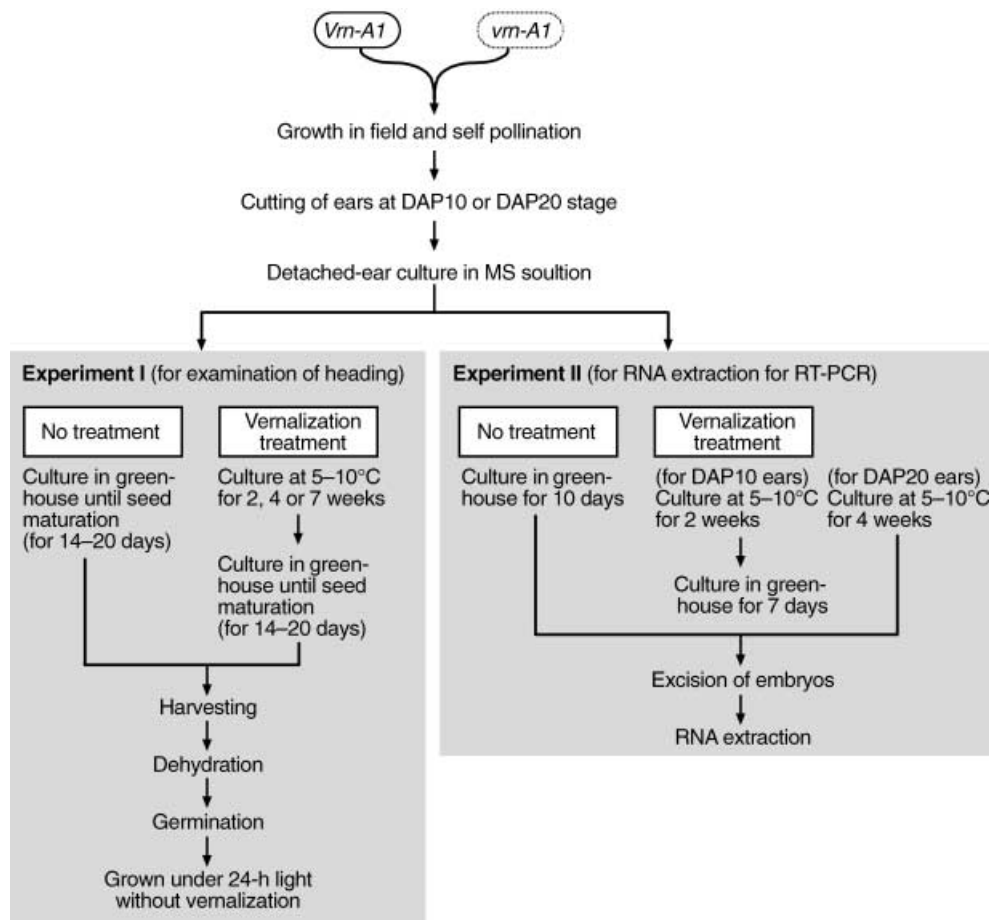 Vrn-A1
vrn-A1
Growth in field and self pollination
Cutting of ears at DAP10 or DAP20 stage
Detached-ear culture in MS soultion
Experiment I (for examination of heading)
No treatment
Culture in green-
house until seed
maturation
(for 14–20 days)
Vernalization
treatment
Culture at 5–10°C
for 2, 4 or 7 weeks
Culture in green-
house until seed
maturation
(for 14–20 days)
Harvesting
Dehydration
Germination
Grown under 24-h light
without vernalization
Experiment II (for RNA extraction for RT-PCR)
No treatment
Culture in green-
house for 10 days
Vernalization
treatment
(for DAP10 ears)
Culture at 5–10°C
for 2 weeks
Culture in green-
house for 7 days
(for DAP20 ears)
Culture at 5–10°C
for 4 weeks
Excision of embryos
RNA extraction